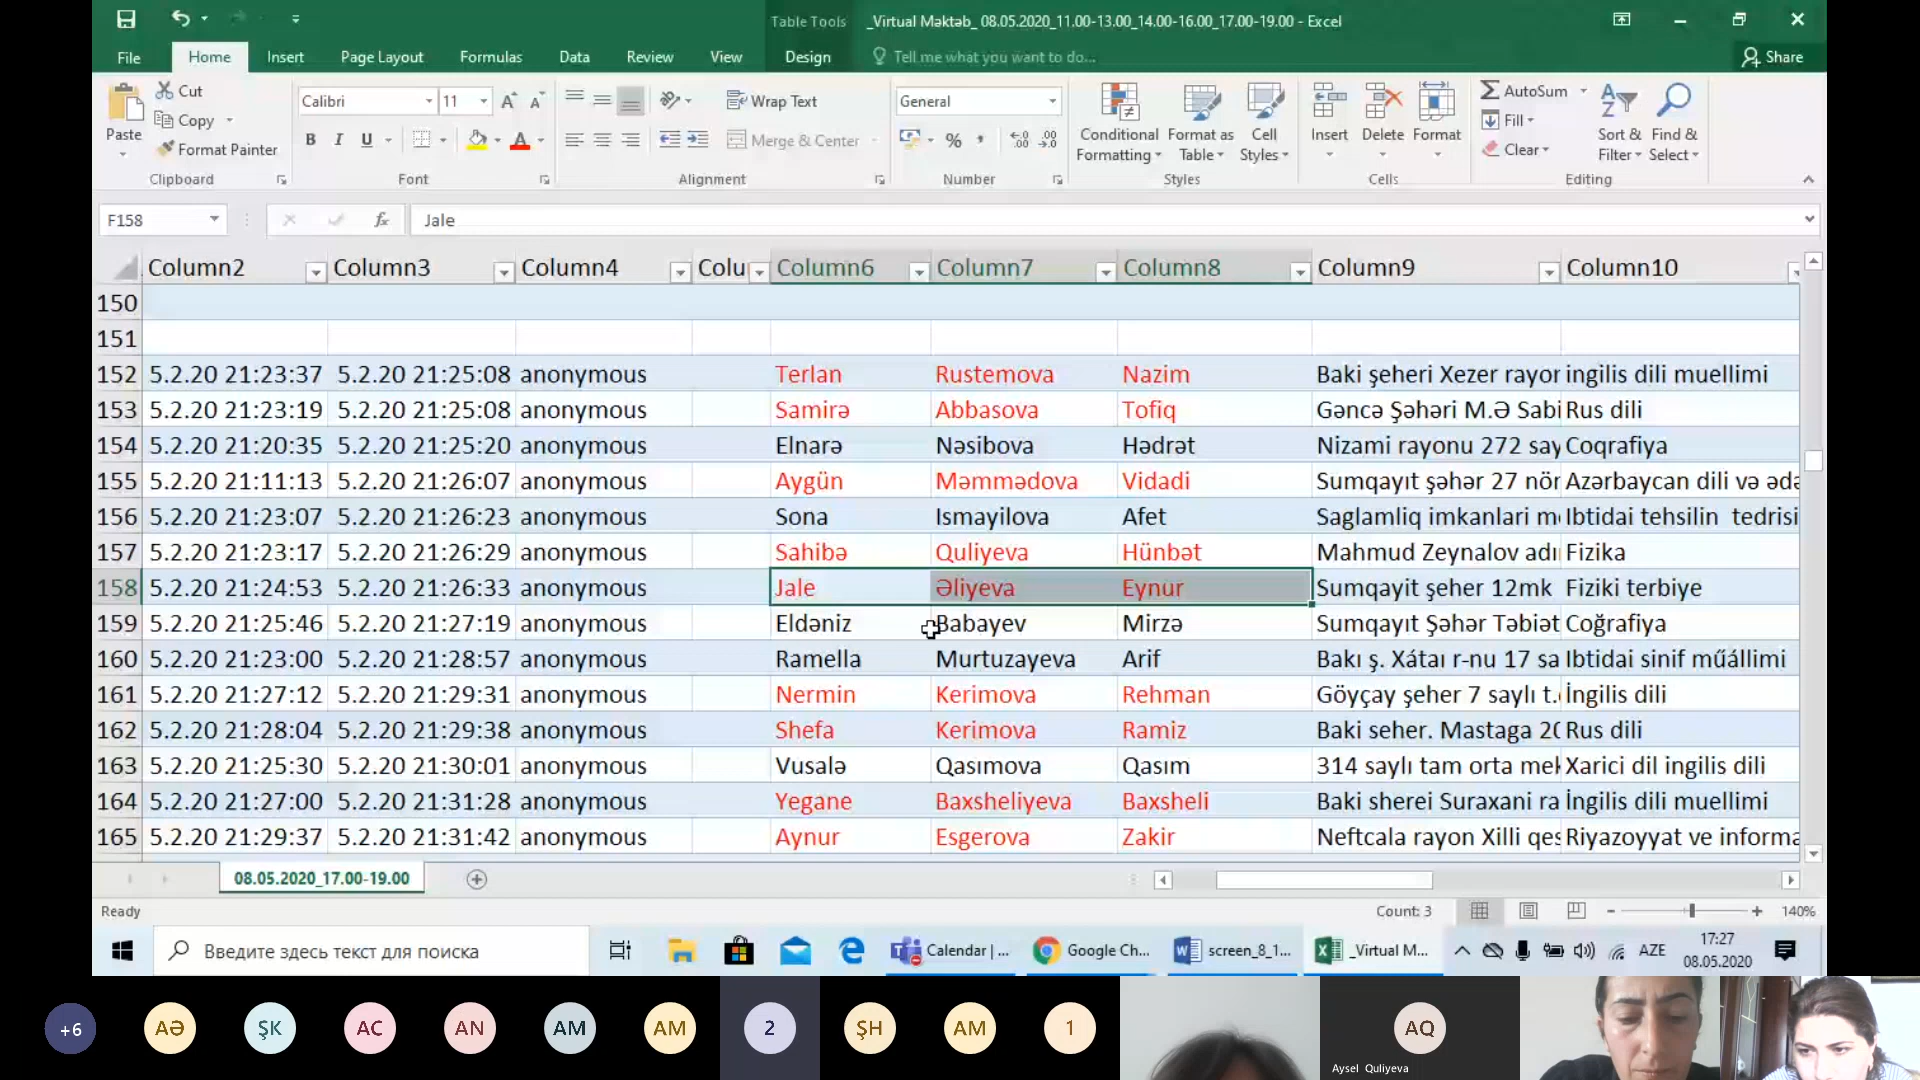 Table Tools
_Virtual Məktəb_ 08.05.2020_11.00-13.00_14.00-16.00_17.00-19.00 - Excel
File Home Insert Page Layout Formulas Data Review View Design Tell me what you want to do... Share
Paste Cut Copy Format Painter Clipboard
Calibri 11 B I U A Font
Wrap Text Merge & Center Alignment
General % Number
Conditional Formatting Format as Table Cell Styles Styles
Insert Delete Format Cells
AutoSum Fill Clear Sort & Filter Find & Select Editing
F158 fx Jale
Column2 Column3 Column4 Colu Column6 Column7 Column8 Column9 Column10
150
151
152 5.2.20 21:23:37 5.2.20 21:25:08 anonymous Terlan Rustemova Nazim Baki şeheri Xezer rayor ingilis dili muellimi
153 5.2.20 21:23:19 5.2.20 21:25:08 anonymous Samirə Abbasova Tofiq Gəncə Şəhəri M.Ə Sabi Rus dili
154 5.2.20 21:20:35 5.2.20 21:25:20 anonymous Elnarə Nəsibova Hədrət Nizami rayonu 272 say Coqrafiya
155 5.2.20 21:11:13 5.2.20 21:26:07 anonymous Aygün Məmmədova Vidadi Sumqayıt şəhər 27 nör Azərbaycan dili və ədə
156 5.2.20 21:23:07 5.2.20 21:26:23 anonymous Sona Ismayilova Afet Saglamliq imkanlari m Ibtidai tehsilin tedrisi
157 5.2.20 21:23:17 5.2.20 21:26:29 anonymous Sahibə Quliyeva Hünbət Mahmud Zeynalov adı Fizika
158 5.2.20 21:24:53 5.2.20 21:26:33 anonymous Jale Əliyeva Eynur Sumqayit şeher 12mk Fiziki terbiye
159 5.2.20 21:25:46 5.2.20 21:27:19 anonymous Eldəniz Babayev Mirzə Sumqayıt Şəhər Təbiət Coğrafiya
160 5.2.20 21:23:00 5.2.20 21:28:57 anonymous Ramella Murtuzayeva Arif Bakı ş. Xátaı r-nu 17 sa Ibtidai sinif műállimi
161 5.2.20 21:27:12 5.2.20 21:29:31 anonymous Nermin Kerimova Rehman Göyçay şeher 7 saylı t. İngilis dili
162 5.2.20 21:28:04 5.2.20 21:29:38 anonymous Shefa Kerimova Ramiz Baki seher. Mastaga 20 Rus dili
163 5.2.20 21:25:30 5.2.20 21:30:01 anonymous Vusalə Qasımova Qasım 314 saylı tam orta mek Xarici dil ingilis dili
164 5.2.20 21:27:00 5.2.20 21:31:28 anonymous Yegane Baxsheliyeva Baxsheli Baki sherei Suraxani ra İngilis dili muellimi
165 5.2.20 21:29:37 5.2.20 21:31:42 anonymous Aynur Esgerova Zakir Neftcala rayon Xilli qes Riyazoyyat ve informa
08.05.2020_17.00-19.00
Ready Count: 3 140%
Введите здесь текст для поиска Calendar | ... Google Ch... screen_8_1... _Virtual M... AZE 17:27
08.05.2020
+6 AƏ ŞK AC AN AM AM 2 ŞH AM 1 AQ
Aysel Quliyeva